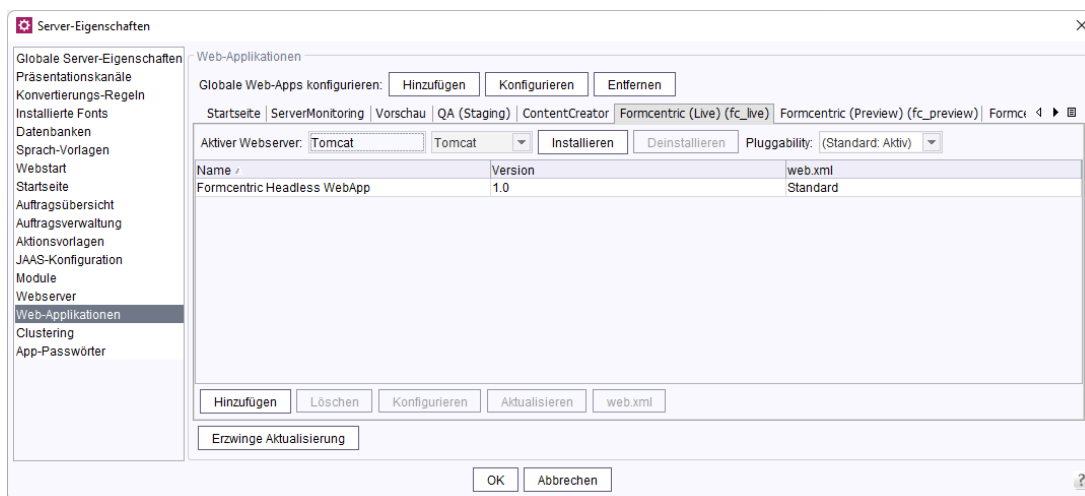 Server-Eigenschaften
Globale Server-Eigenschaften
Präsentationskanäle
Konvertierungs-Regeln
Installierte Fonts
Datenbanken
Sprach-Vorlagen
Webstart
Startseite
Auftragsübersicht
Auftragsverwaltung
Aktionsvorlagen
JAAS-Konfiguration
Module
Webserver
Web-Applikationen
Clustering
App-Passwörter
Web-Applikationen
Globale Web-Apps konfigurieren: Hinzufügen Konfigurieren Entfernen
Startseite ServerMonitoring Vorschau QA (Staging) ContentCreator Formcentric (Live) (fc_live) Formcentric (Preview) (fc_preview)
Aktiver Webserver: Tomcat Tomcat Installieren Deinstallieren Pluggability: (Standard: Aktiv)
Name Version web.xml
Formcentric Headless WebApp 1.0 Standard
Hinzufügen Löschen Konfigurieren Aktualisieren web.xml
Erzwinge Aktualisierung
OK Abbrechen
?